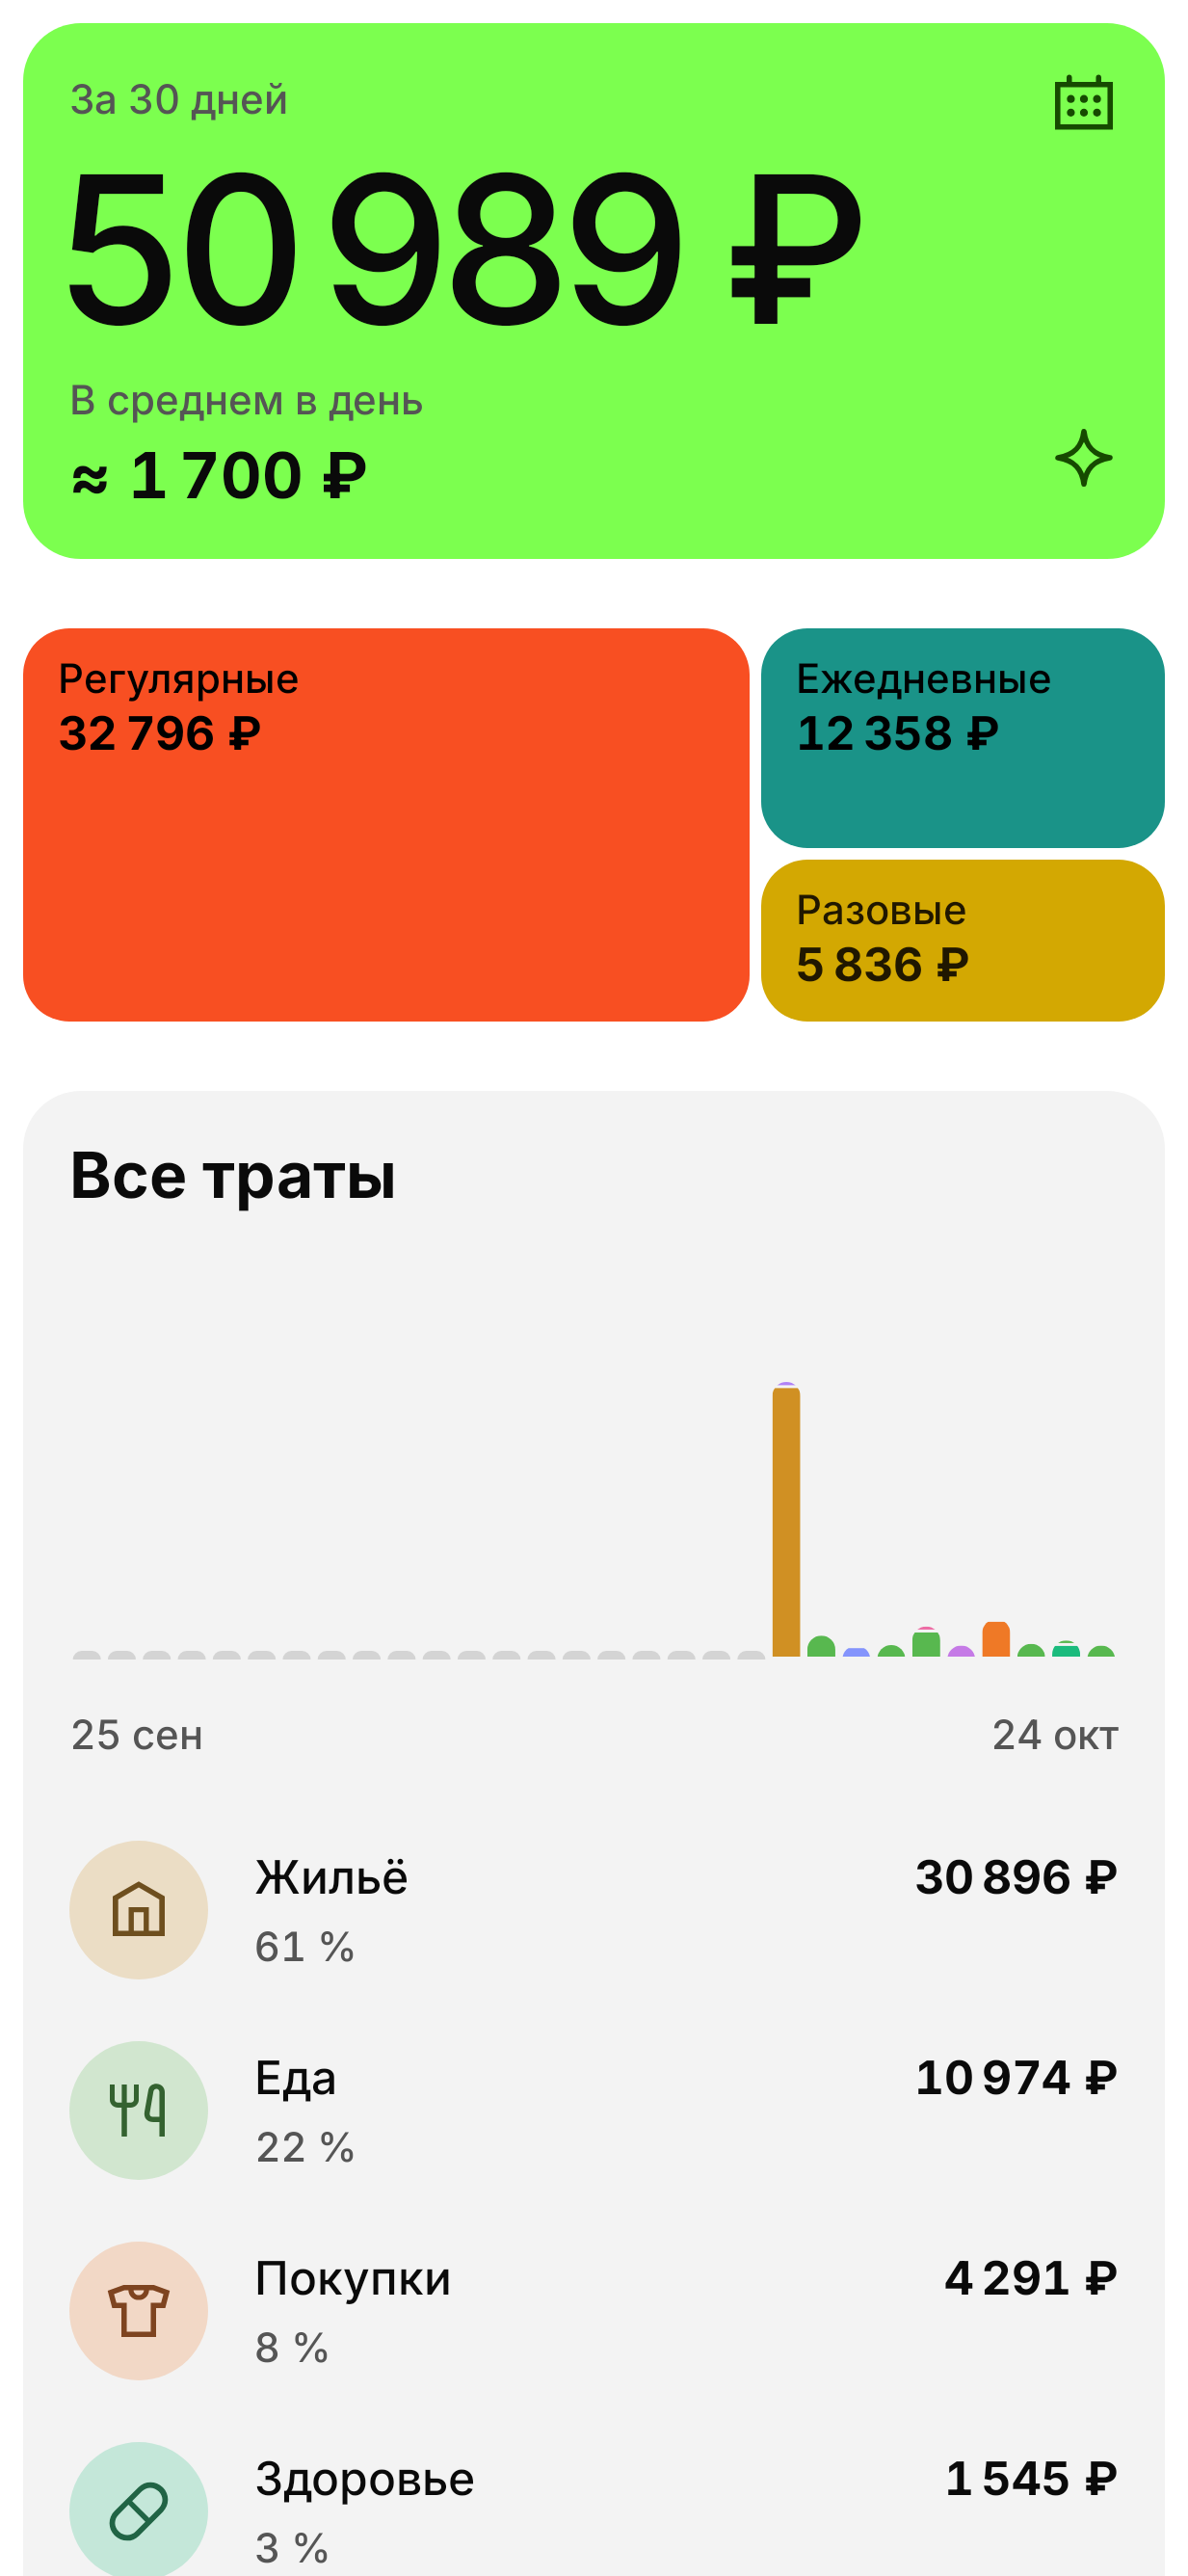 За 30 дней
50 989 ₽
В среднем в день
≈ 1 700 ₽
Регулярные
32 796 ₽
Ежедневные
12 358 ₽
Разовые
5 836 ₽
Все траты
25 сен
24 окт
Жильё
30 896 ₽
61 %
Еда
10 974 ₽
22 %
Покупки
4 291 ₽
8 %
Здоровье
1 545 ₽
3 %